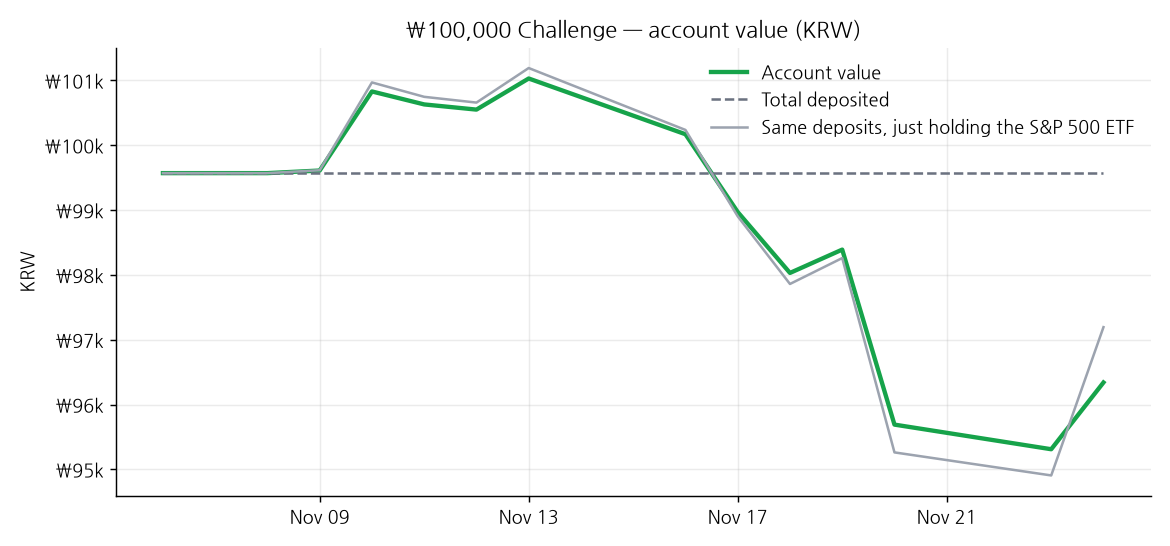 ₩100,000 Challenge — account value (KRW)
Account value
Total deposited
Same deposits, just holding the S&P 500 ETF
₩101k
₩100k
₩99k
₩98k
₩97k
₩96k
₩95k
KRW
Nov 09
Nov 13
Nov 17
Nov 21